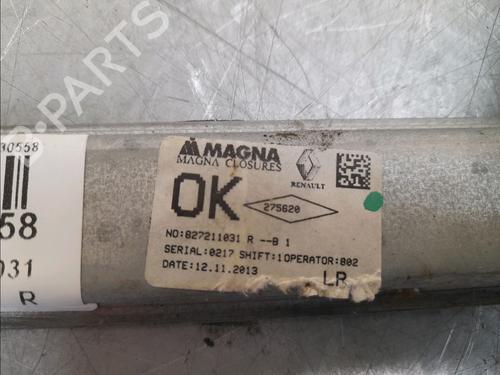 30558
58
031
R
MAGNA
MAGNA CLOSURES
RENAULT
OK
275620
NO:827211031 R --B 1
SERIAL:0217 SHIFT:1OPERATOR:802
DATE:12.11.2013
LR
B-PARTS